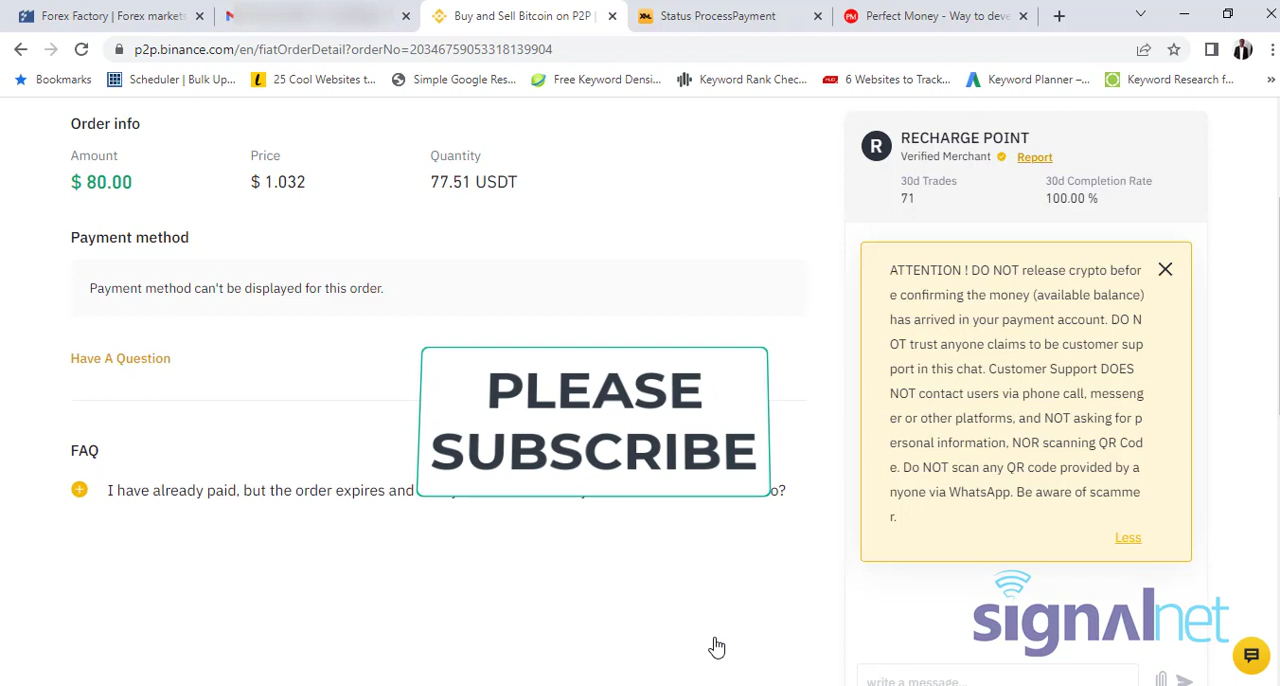 Forex Factory | Forex markets
Buy and Sell Bitcoin on P2P |
Status ProcessPayment
Perfect Money - Way to deve
p2p.binance.com/en/fiatOrderDetail?orderNo=20346759053318139904
Bookmarks
Scheduler | Bulk Up...
25 Cool Websites t...
Simple Google Res...
Free Keyword Densi...
Keyword Rank Chec...
6 Websites to Track...
Keyword Planner –...
Keyword Research f...
»
Order info
Amount Price Quantity
$ 80.00 $ 1.032 77.51 USDT
Payment method
Payment method can't be displayed for this order.
Have A Question
PLEASE
SUBSCRIBE
FAQ
I have already paid, but the order expires and
o?
R
RECHARGE POINT
Verified Merchant Report
30d Trades 30d Completion Rate
71 100.00 %
ATTENTION ! DO NOT release crypto befor
e confirming the money (available balance)
has arrived in your payment account. DO N
OT trust anyone claims to be customer sup
port in this chat. Customer Support DOES
NOT contact users via phone call, messeng
er or other platforms, and NOT asking for p
ersonal information, NOR scanning QR Cod
e. Do NOT scan any QR code provided by a
nyone via WhatsApp. Be aware of scamme
r.
Less
signalnet
write a message...